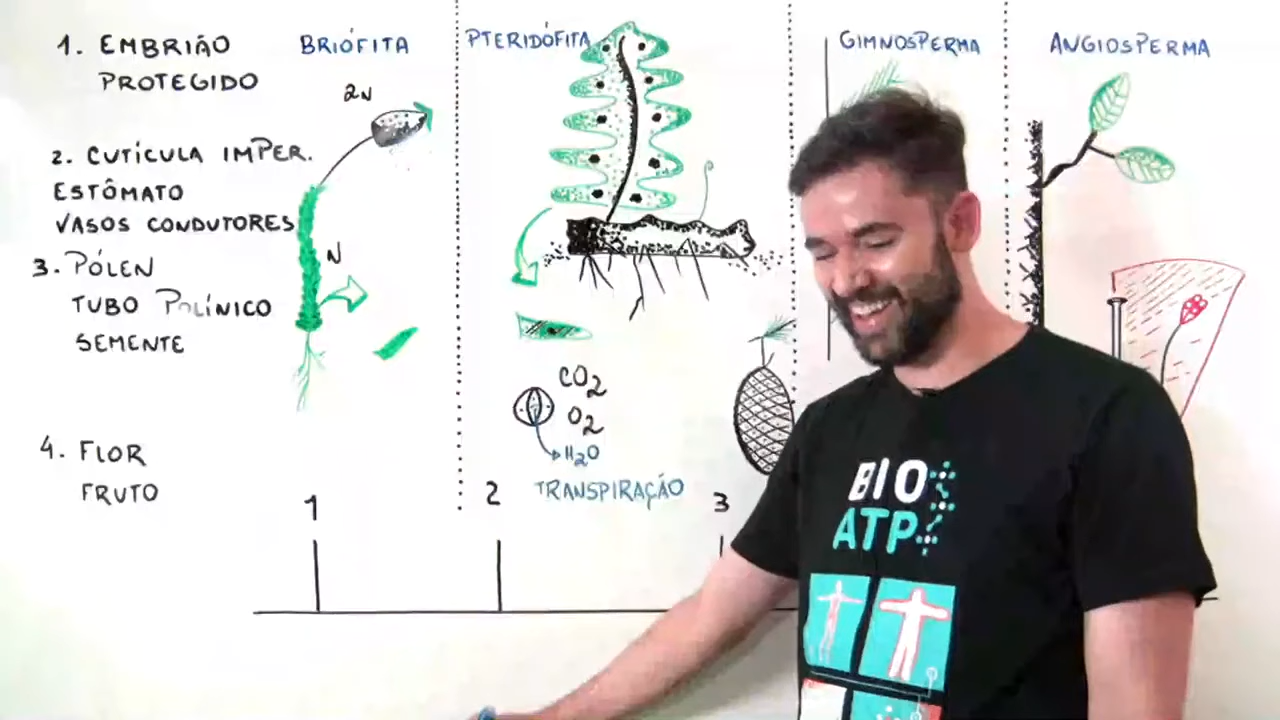 1. EMBRIÃO
PROTEGIDO
2. CUTÍCULA IMPER.
ESTÔMATO
VASOS CONDUTORES
3. PÓLEN
TUBO POLÍNICO
SEMENTE
4. FLOR
FRUTO
BRIÓFITA
2N
N
1
PTERIDÓFITA
CO2
O2
H2O
TRANSPIRAÇÃO
2
GIMNOSPERMA
3
ANGIOSPERMA
BIO
ATP